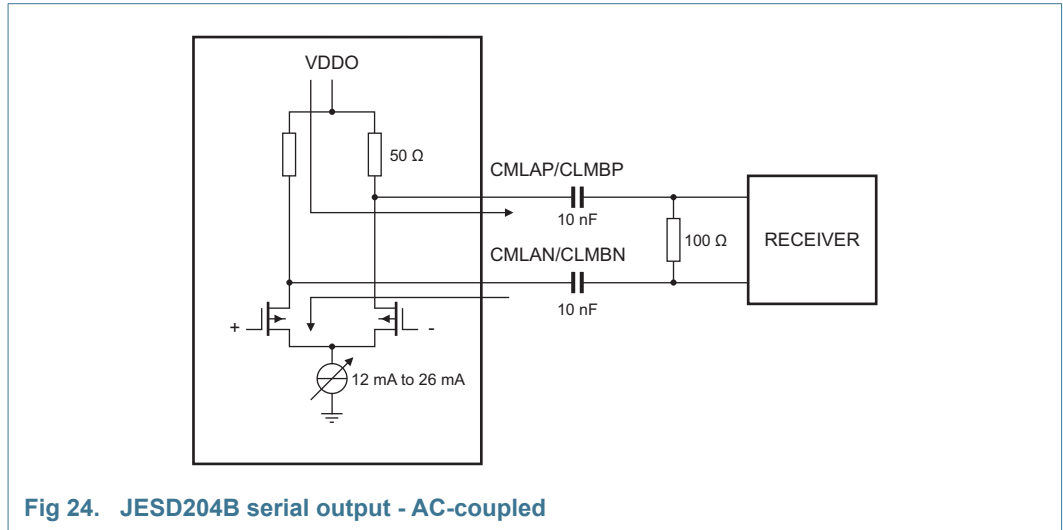 VDDO
50 Ω
CMLAP/CLMBP
10 nF
100 Ω
RECEIVER
CMLAN/CLMBN
10 nF
+
-
12 mA to 26 mA
Fig 24. JESD204B serial output - AC-coupled